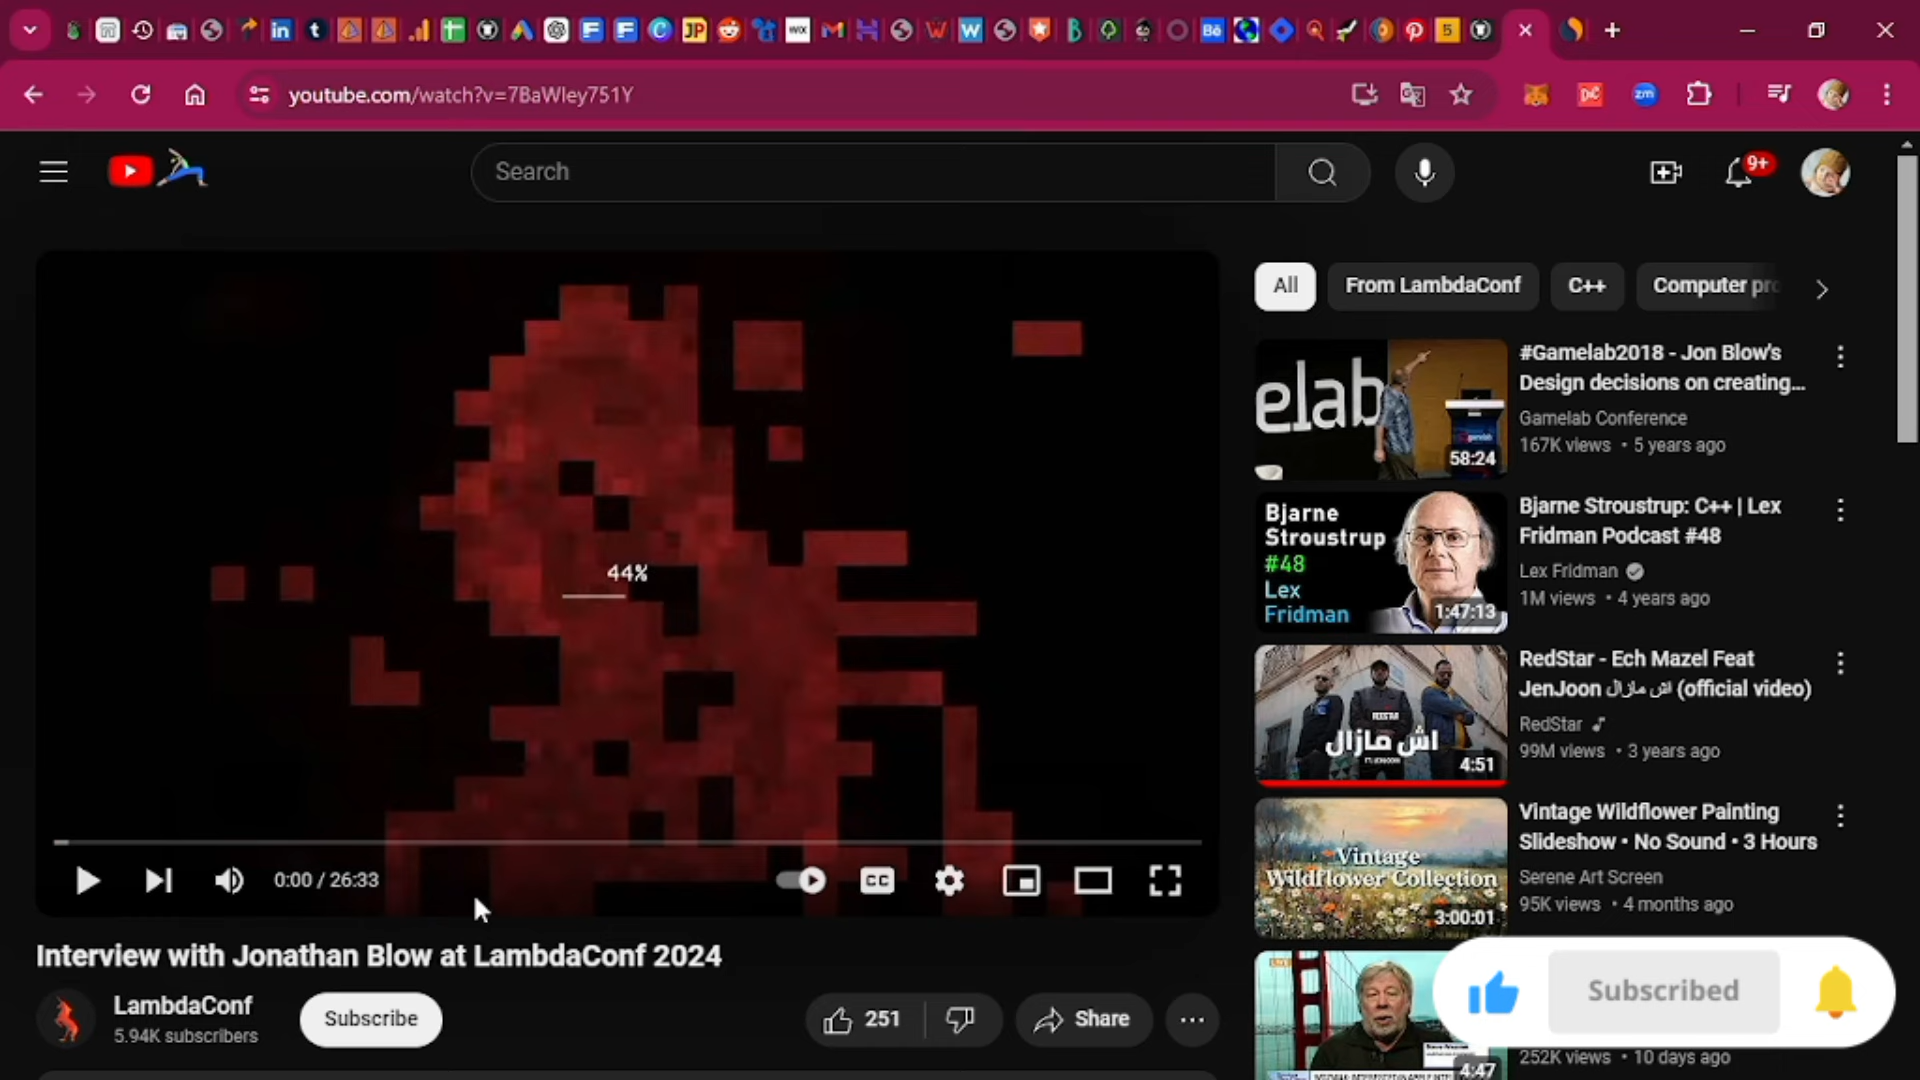 youtube.com/watch?v=7BaWley751Y
Search
9+
44%
0:00 / 26:33
CC
Interview with Jonathan Blow at LambdaConf 2024
LambdaConf
5.94K subscribers
Subscribe
251
Share
All
From LambdaConf
C++
Computer pro
elab
58:24
#Gamelab2018 - Jon Blow's
Design decisions on creating...
Gamelab Conference
167K views • 5 years ago
Bjarne
Stroustrup
#48
Lex
Fridman
1:47:13
Bjarne Stroustrup: C++ | Lex
Fridman Podcast #48
Lex Fridman
1M views • 4 years ago
REDSTAR
اش مازال
4:51
RedStar - Ech Mazel Feat
JenJoon اش مازال (official video)
RedStar
99M views • 3 years ago
Vintage
Wildflower Collection
3:00:01
Vintage Wildflower Painting
Slideshow • No Sound • 3 Hours
Serene Art Screen
95K views • 4 months ago
4:47
Subscribed
252K views • 10 days ago